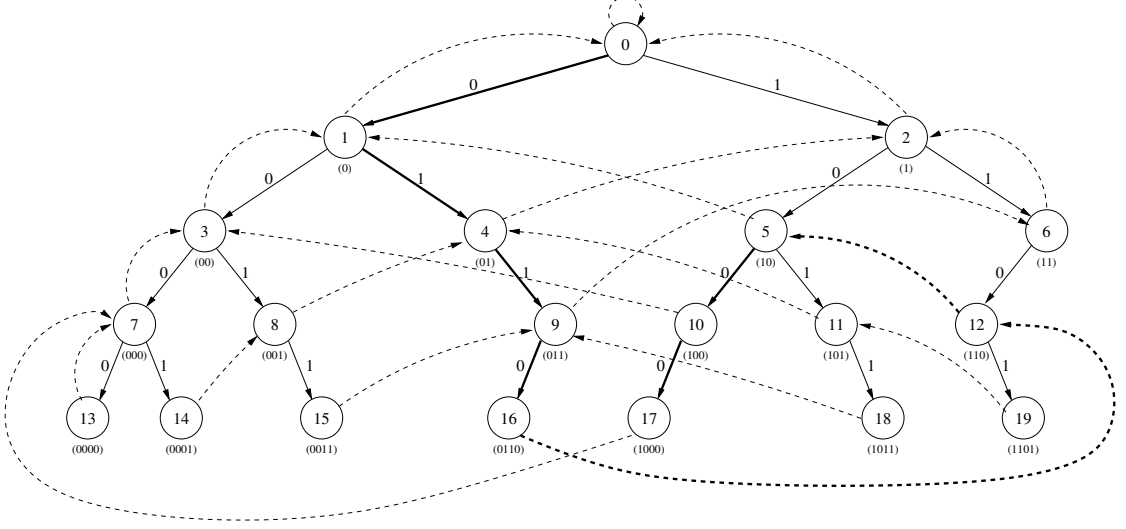 0
0 1
1 2
(0) (1)
0 1 0 1
3 4 5 6
(00) (01) (10) (11)
0 1 1 0 1 0
7 8 9 10 11 12
(000) (001) (011) (100) (101) (110)
0 1 1 0 0 1 1
13 14 15 16 17 18 19
(0000) (0001) (0011) (0110) (1000) (1011) (1101)